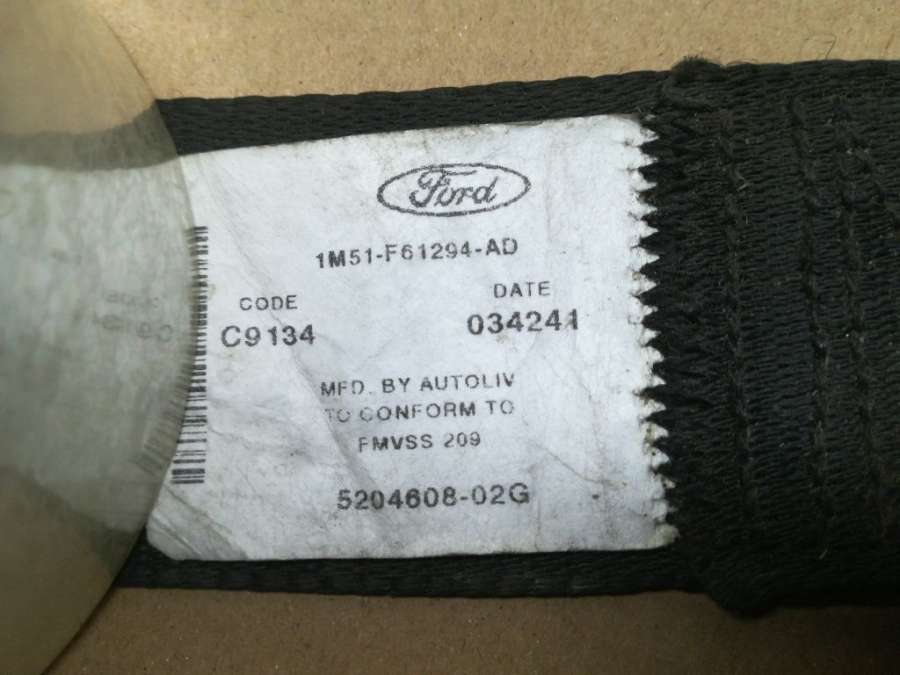 Ford
1M51-F61294-AD
CODE
DATE
C9134
034241
MFD. BY AUTOLIV
TO CONFORM TO
FMVSS 209
5204608-02G